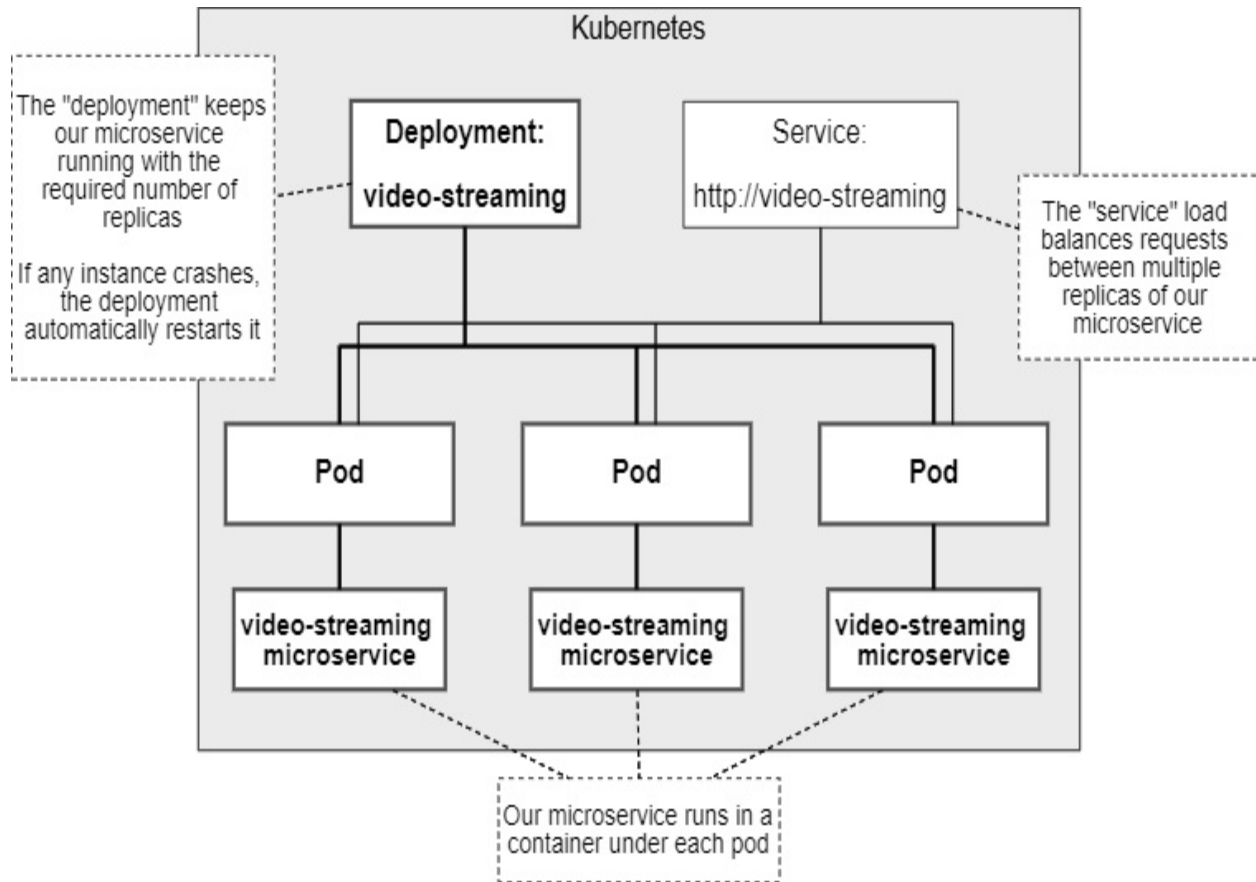 Kubernetes
The "deployment" keeps
our microservice
running with the
required number of
replicas
If any instance crashes,
the deployment
automatically restarts it
Deployment:
video-streaming
Service:
http://video-streaming
The "service" load
balances requests
between multiple
replicas of our
microservice
Pod
Pod
Pod
video-streaming
microservice
video-streaming
microservice
video-streaming
microservice
Our microservice runs in a
container under each pod